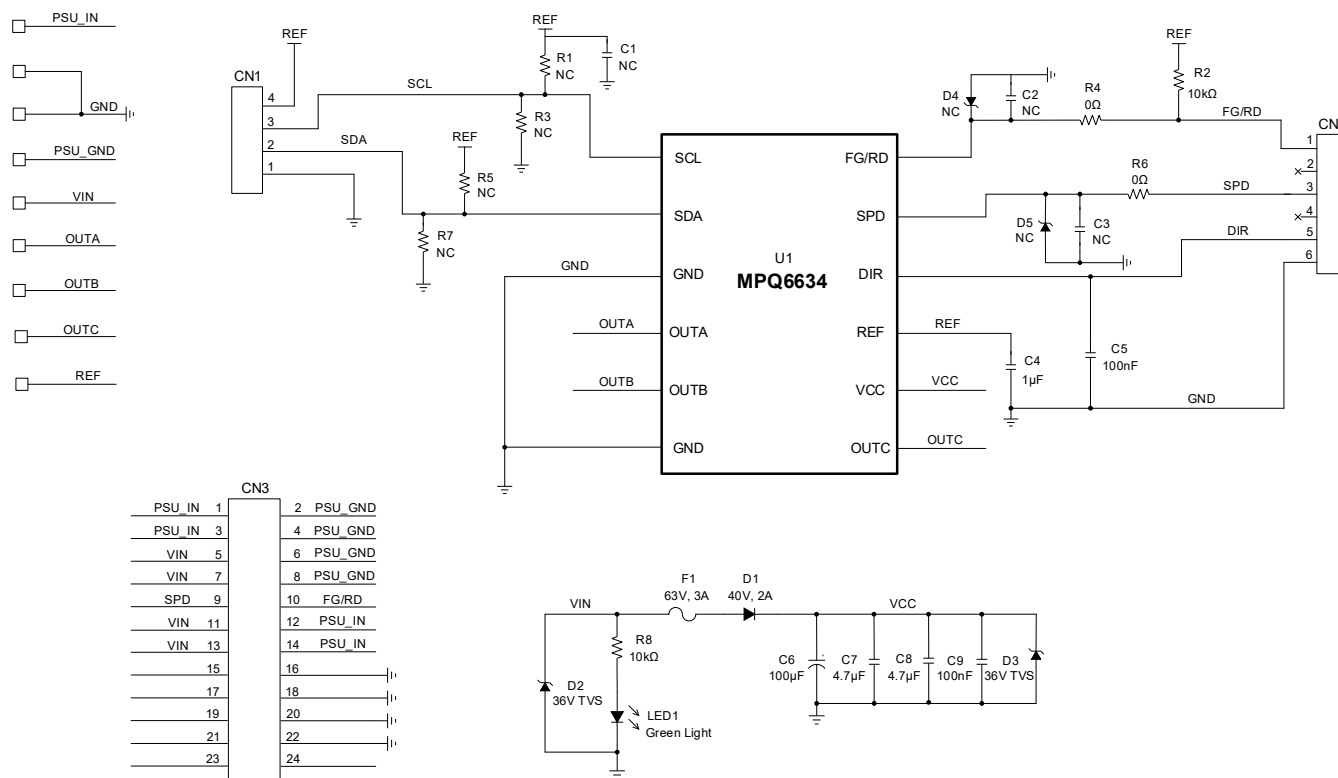 PSU_IN
GND
PSU_GND
VIN
OUTA
OUTB
OUTC
REF
CN1
REF
4
3
2
1
SCL
SDA
REF
R1
NC
C1
NC
R3
NC
REF
R5
NC
R7
NC
GND
OUTA
OUTB
SCL
SDA
GND
OUTA
OUTB
GND
U1
MPQ6634
FG/RD
SPD
DIR
REF
VCC
OUTC
D4
NC
C2
NC
R4
0Ω
REF
R2
10kΩ
FG/RD
R6
0Ω
SPD
D5
NC
C3
NC
DIR
REF
C4
1µF
C5
100nF
VCC
GND
OUTC
CN
1
2
3
4
5
6
CN3
PSU_IN 1 2 PSU_GND
PSU_IN 3 4 PSU_GND
VIN 5 6 PSU_GND
VIN 7 8 PSU_GND
SPD 9 10 FG/RD
VIN 11 12 PSU_IN
VIN 13 14 PSU_IN
15 16
17 18
19 20
21 22
23 24
VIN
F1
63V, 3A
D1
40V, 2A
VCC
R8
10kΩ
D2
36V TVS
LED1
Green Light
C6
100µF
C7
4.7µF
C8
4.7µF
C9
100nF
D3
36V TVS